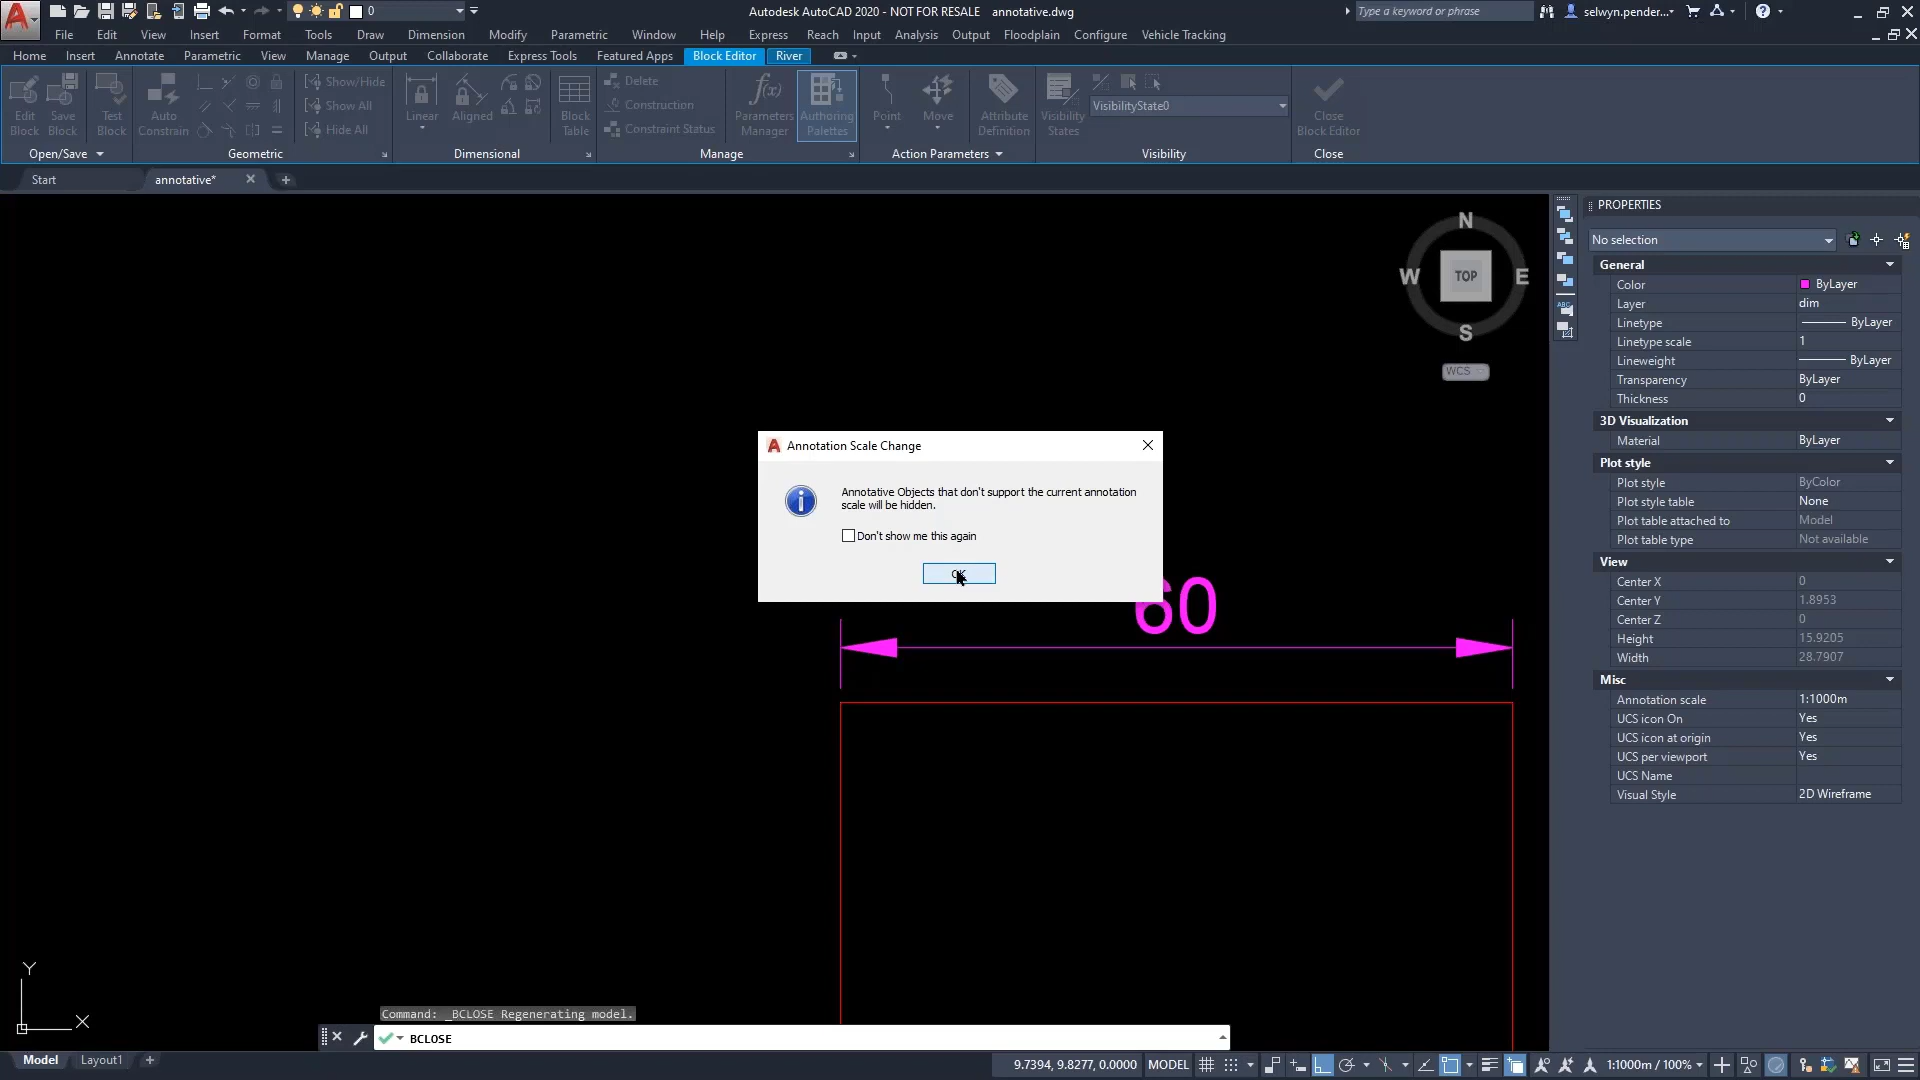 0
Autodesk AutoCAD 2020 - NOT FOR RESALE annotative.dwg
Type a keyword or phrase
selwyn.pender...
File Edit View Insert Format Tools Draw Dimension Modify Parametric Window Help Express Reach Input Analysis Output Floodplain Configure Vehicle Tracking
Home Insert Annotate Parametric View Manage Output Collaborate Express Tools Featured Apps Block Editor River
Edit Block
Save Block
Test Block
Open/Save
Auto Constrain
Show/Hide
Show All
Hide All
Geometric
Linear
Aligned
Dimensional
Block Table
Delete
Construction
Constraint Status
Manage
Parameters Manager
Authoring Palettes
Point
Move
Action Parameters
Attribute Definition
Visibility States
VisibilityState0
Visibility
Close Block Editor
Close
Start
annotative*
N
W
TOP
E
S
WCS
Annotation Scale Change
Annotative Objects that don't support the current annotation
scale will be hidden.
Don't show me this again
60
Y
X
Command: _BCLOSE Regenerating model.
BCLOSE
PROPERTIES
No selection
General
Color ByLayer
Layer dim
Linetype ByLayer
Linetype scale 1
Lineweight ByLayer
Transparency ByLayer
Thickness 0
3D Visualization
Material ByLayer
Plot style
Plot style ByColor
Plot style table None
Plot table attached to Model
Plot table type Not available
View
Center X 0
Center Y 1.8953
Center Z 0
Height 15.9205
Width 28.7907
Misc
Annotation scale 1:1000m
UCS icon On Yes
UCS icon at origin Yes
UCS per viewport Yes
UCS Name
Visual Style 2D Wireframe
Model Layout1
9.7394, 9.8277, 0.0000 MODEL
1:1000m / 100%